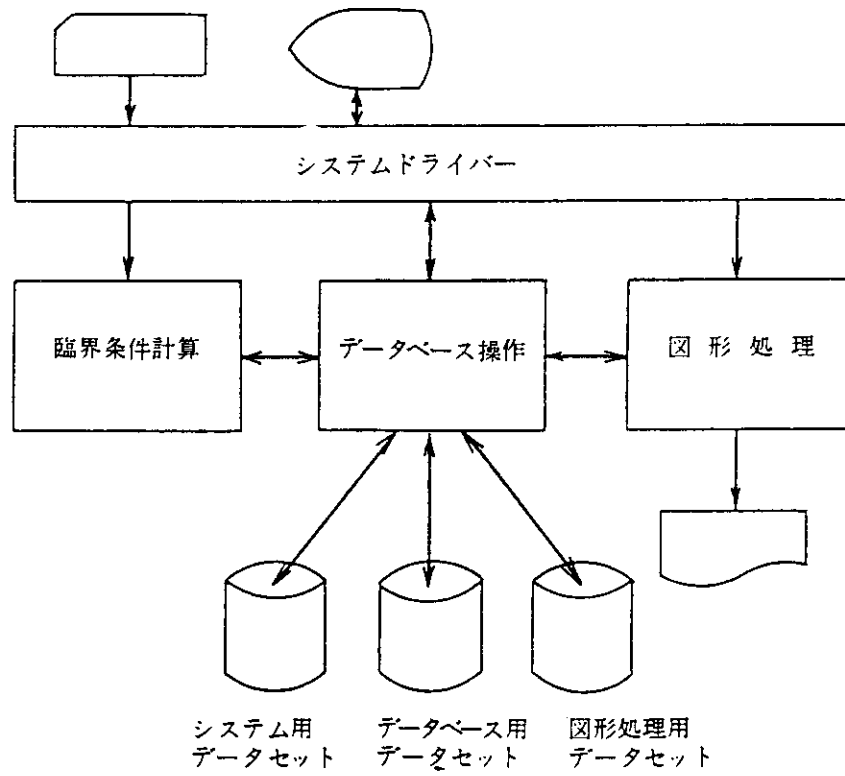 システムドライバー
臨界条件計算
データベース操作
図形処理
システム用
データセット
データベース用
データセット
図形処理用
データセット